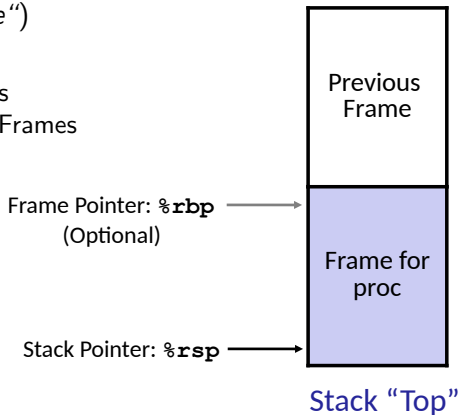 e“)
s
Frames
Previous
Frame
Frame Pointer: %rbp
(Optional)
Frame for
proc
Stack Pointer: %rsp
Stack “Top”